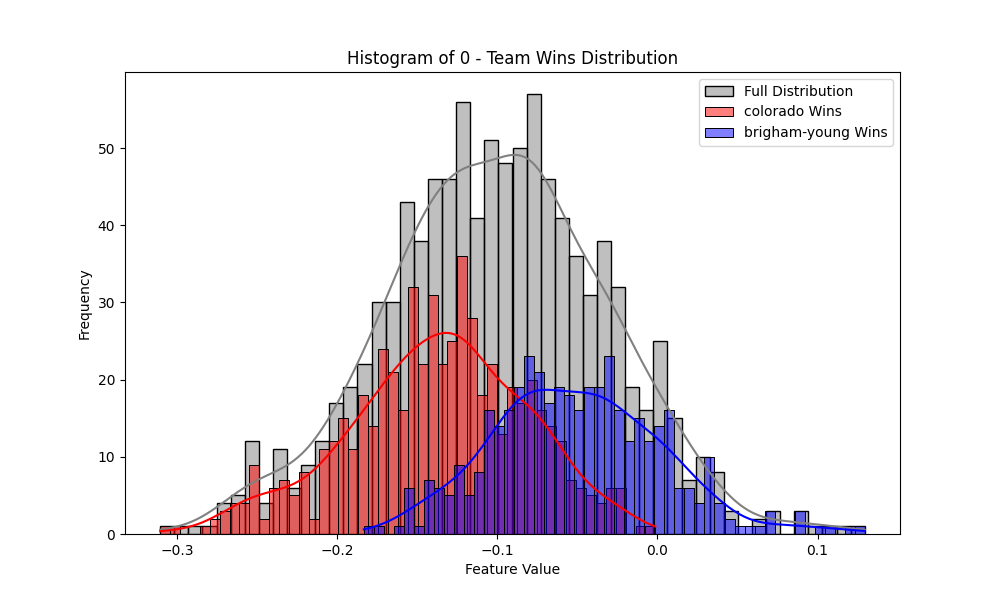 Histogram of 0 - Team Wins Distribution
Full Distribution
colorado Wins
brigham-young Wins
Frequency
50
40
30
20
10
0
−0.3
−0.2
−0.1
0.0
0.1
Feature Value